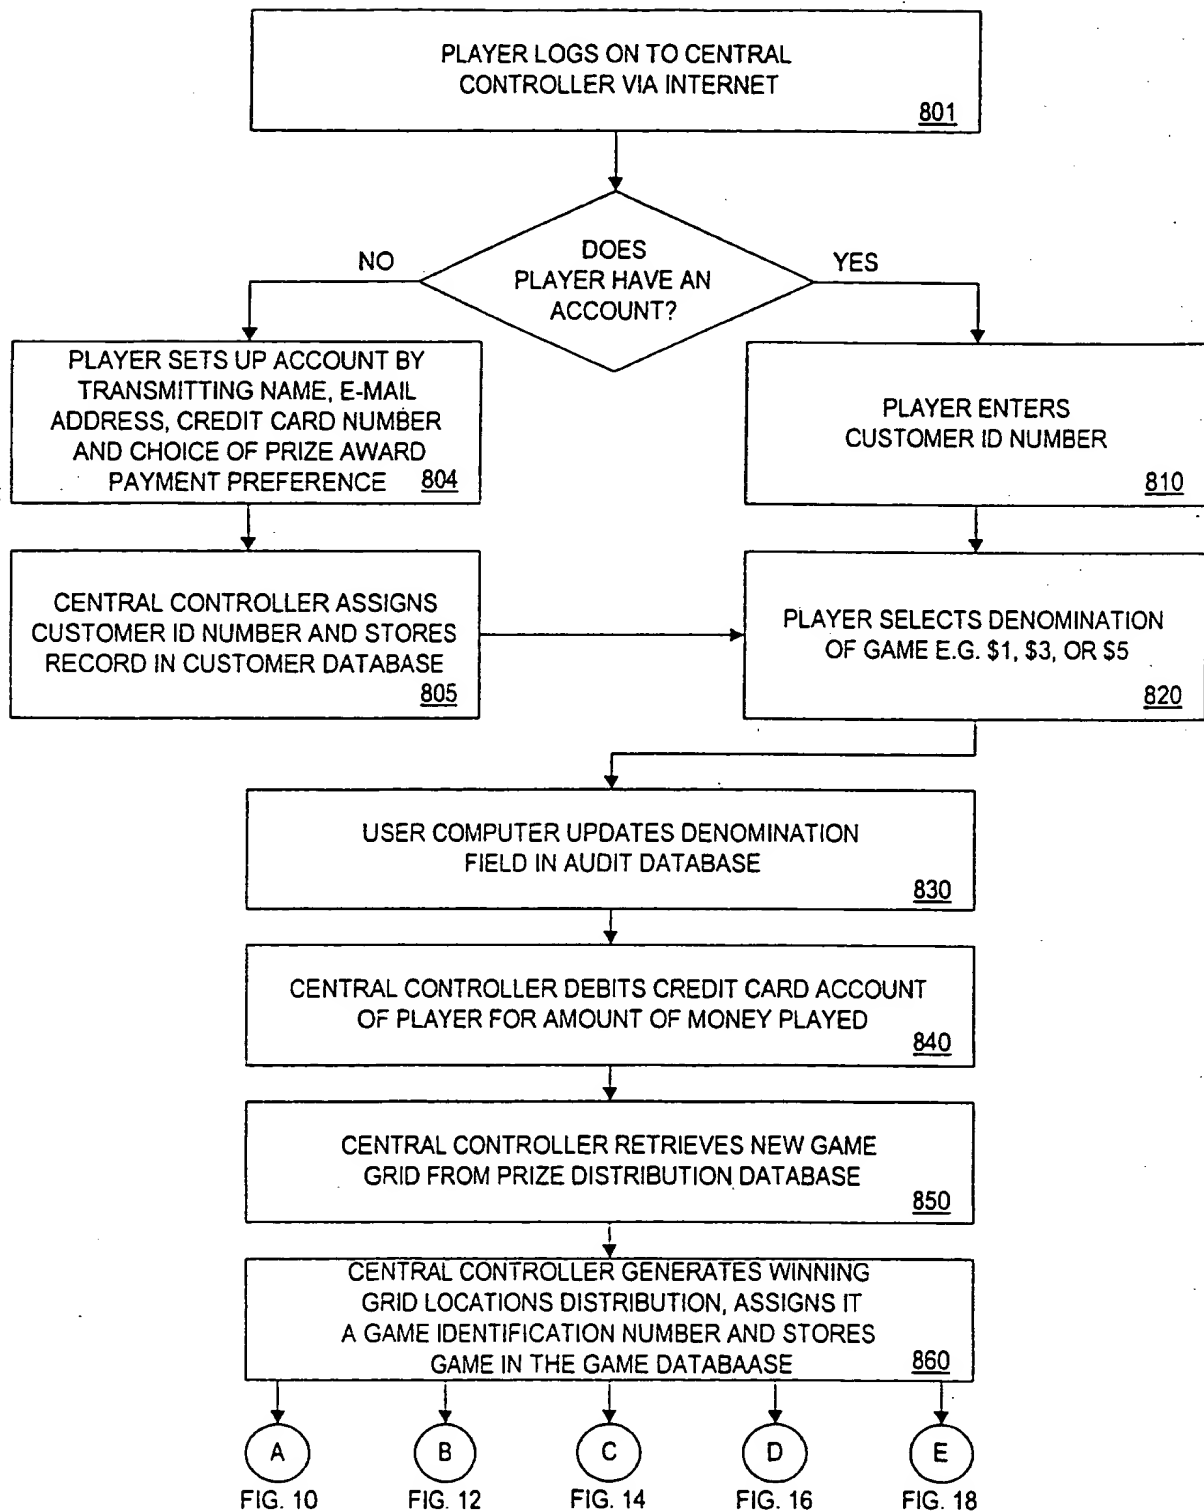 PLAYER LOGS ON TO CENTRAL
CONTROLLER VIA INTERNET
801
DOES
PLAYER HAVE AN
ACCOUNT?
NO
YES
PLAYER SETS UP ACCOUNT BY
TRANSMITTING NAME, E-MAIL
ADDRESS, CREDIT CARD NUMBER
AND CHOICE OF PRIZE AWARD
PAYMENT PREFERENCE 804
PLAYER ENTERS
CUSTOMER ID NUMBER
810
CENTRAL CONTROLLER ASSIGNS
CUSTOMER ID NUMBER AND STORES
RECORD IN CUSTOMER DATABASE
805
PLAYER SELECTS DENOMINATION
OF GAME E.G. $1, $3, OR $5
820
USER COMPUTER UPDATES DENOMINATION
FIELD IN AUDIT DATABASE
830
CENTRAL CONTROLLER DEBITS CREDIT CARD ACCOUNT
OF PLAYER FOR AMOUNT OF MONEY PLAYED
840
CENTRAL CONTROLLER RETRIEVES NEW GAME
GRID FROM PRIZE DISTRIBUTION DATABASE
850
CENTRAL CONTROLLER GENERATES WINNING
GRID LOCATIONS DISTRIBUTION, ASSIGNS IT
A GAME IDENTIFICATION NUMBER AND STORES
GAME IN THE GAME DATABAASE 860
A B C D E
FIG. 10 FIG. 12 FIG. 14 FIG. 16 FIG. 18